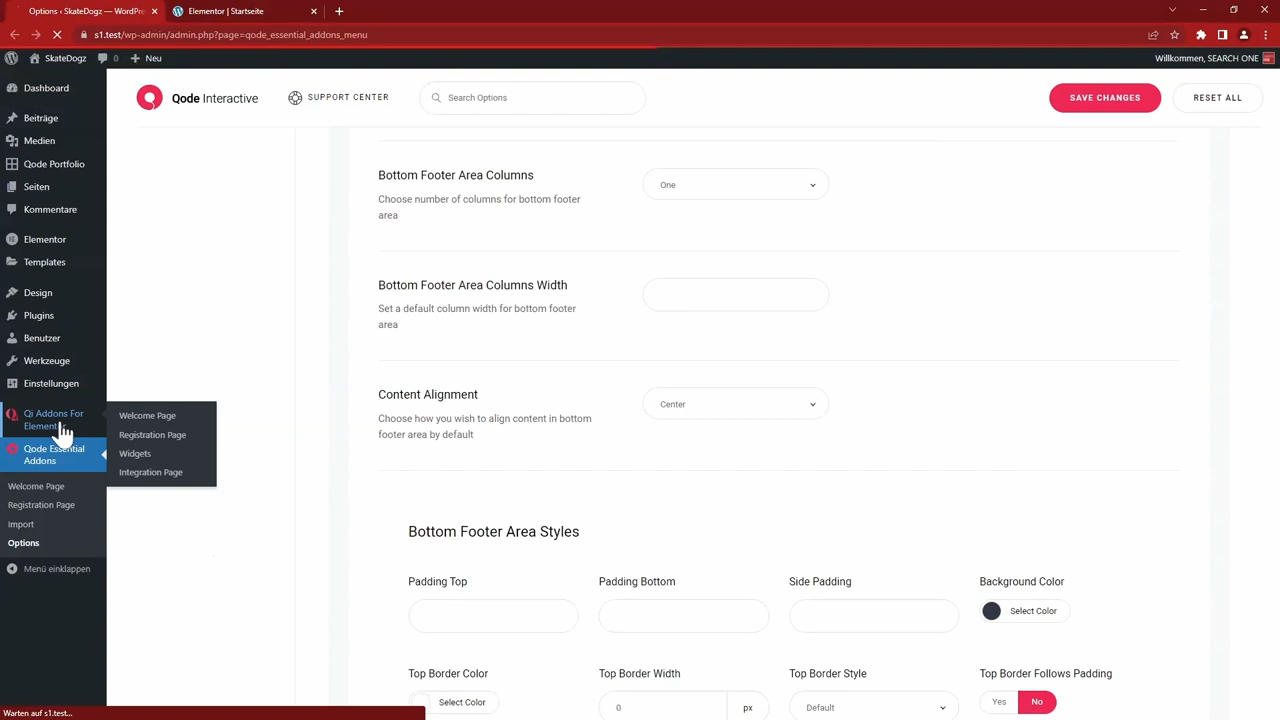 Options ‹ SkateDogz — WordPre
Elementor | Startseite
s1.test/wp-admin/admin.php?page=qode_essential_addons_menu
SkateDogz
0
Neu
Willkommen, SEARCH ONE
Dashboard
Beiträge
Medien
Qode Portfolio
Seiten
Kommentare
Elementor
Templates
Design
Plugins
Benutzer
Werkzeuge
Einstellungen
Qi Addons For
Elementor
Qode Essential
Addons
Welcome Page
Registration Page
Import
Options
Menü einklappen
Welcome Page
Registration Page
Widgets
Integration Page
Qode Interactive
SUPPORT CENTER
Search Options
SAVE CHANGES
RESET ALL
Bottom Footer Area Columns
Choose number of columns for bottom footer
area
One
Bottom Footer Area Columns Width
Set a default column width for bottom footer
area
Content Alignment
Choose how you wish to align content in bottom
footer area by default
Center
Bottom Footer Area Styles
Padding Top
Padding Bottom
Side Padding
Background Color
Select Color
Top Border Color
Top Border Width
Top Border Style
Top Border Follows Padding
Select Color
0
px
Default
Yes
No
Warten auf s1.test...